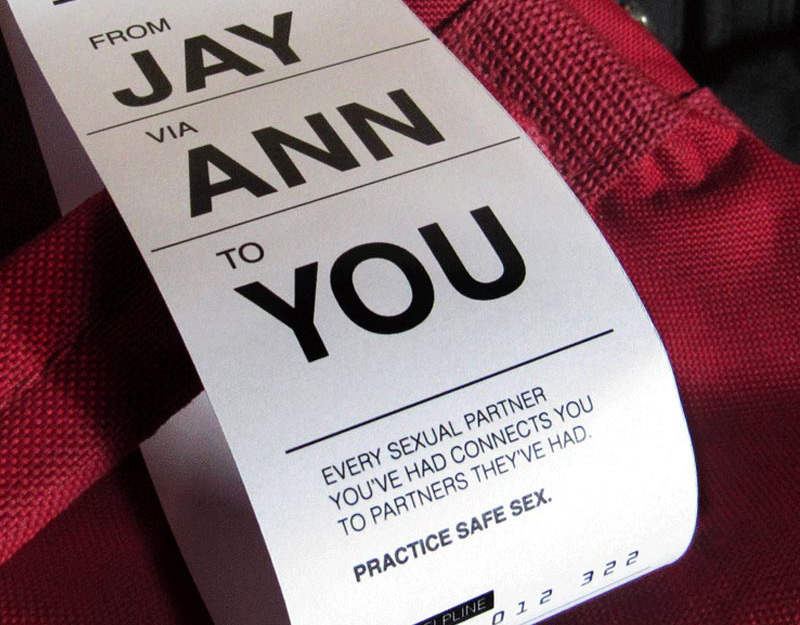 FROM
JAY
VIA
ANN
TO
YOU
EVERY SEXUAL PARTNER
YOU'VE HAD CONNECTS YOU
TO PARTNERS THEY'VE HAD.
PRACTICE SAFE SEX.
012 322